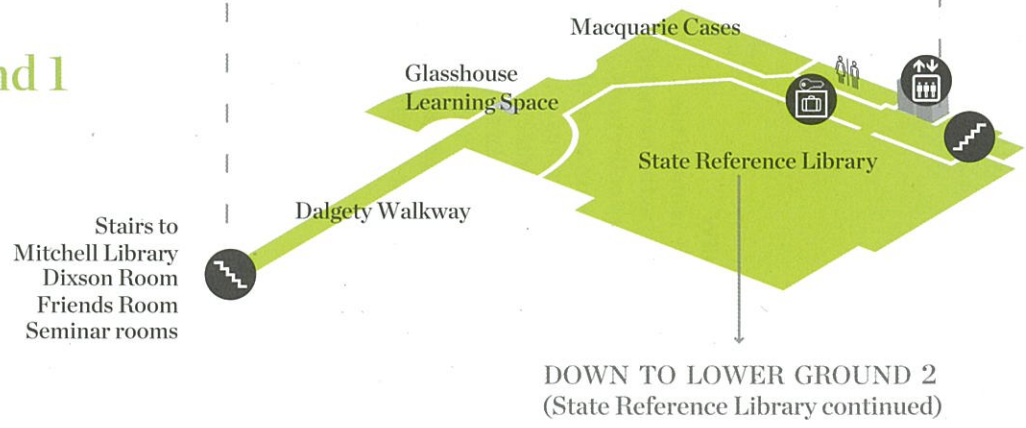 nd 1
Macquarie Cases
Glasshouse
Learning Space
State Reference Library
Dalgety Walkway
Stairs to
Mitchell Library
Dixson Room
Friends Room
Seminar rooms
DOWN TO LOWER GROUND 2
(State Reference Library continued)